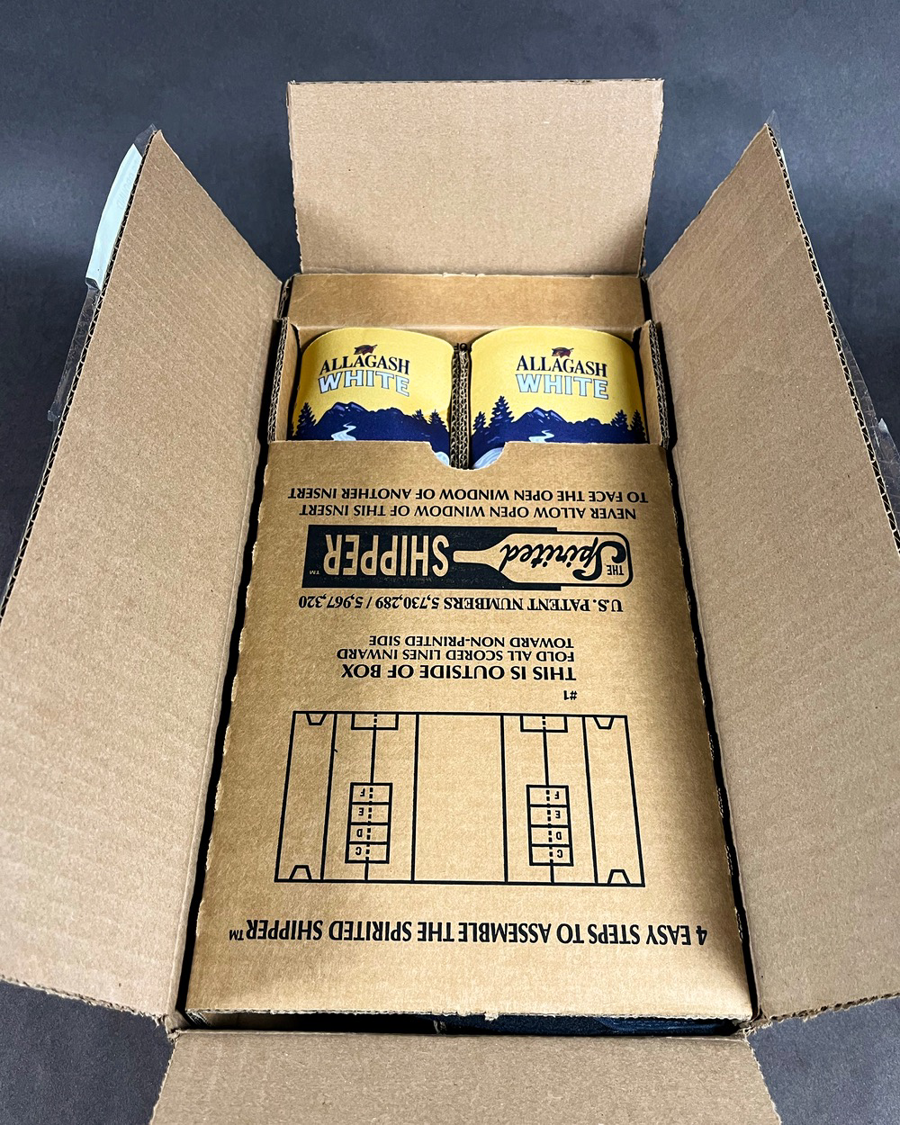 ALLAGASH
WHITE
ALLAGASH
WHITE
4 EASY STEPS TO ASSEMBLE THE SPIRITED SHIPPER™
C
D
E
F
C
D
E
F
#1
THIS IS OUTSIDE OF BOX
FOLD ALL SCORED LINES INWARD
TOWARD NON-PRINTED SIDE
U.S. PATENT NUMBERS 5,730,289 / 5,967,320
THE Spirited SHIPPER™
NEVER ALLOW OPEN WINDOW OF THIS INSERT
TO FACE THE OPEN WINDOW OF ANOTHER INSERT